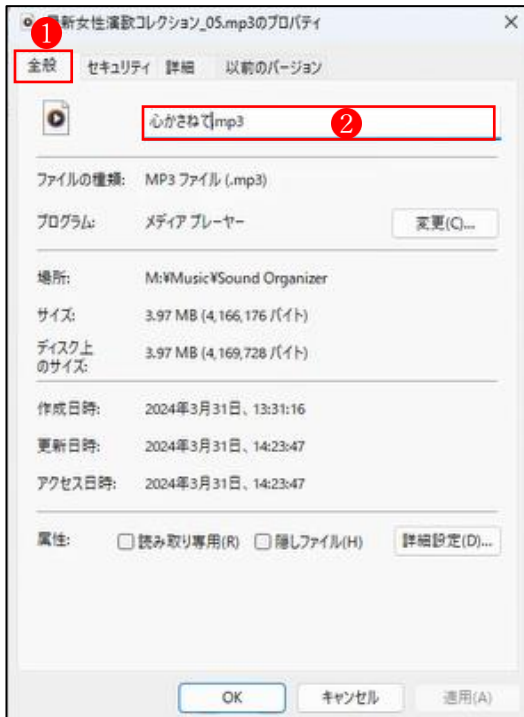 1
新女性演歌コレクション_05.mp3のプロパティ
全般 セキュリティ 詳細 以前のバージョン
心かさねてmp3 2
ファイルの種類: MP3 ファイル (.mp3)
プログラム: メディア プレーヤー 変更(C)...
場所: M:¥Music¥Sound Organizer
サイズ: 3.97 MB (4,166,176 バイト)
ディスク上
のサイズ: 3.97 MB (4,169,728 バイト)
作成日時: 2024年3月31日、13:31:16
更新日時: 2024年3月31日、14:23:47
アクセス日時: 2024年3月31日、14:23:47
属性: 読み取り専用(R) 隠しファイル(H) 詳細設定(D)...
OK キャンセル 適用(A)